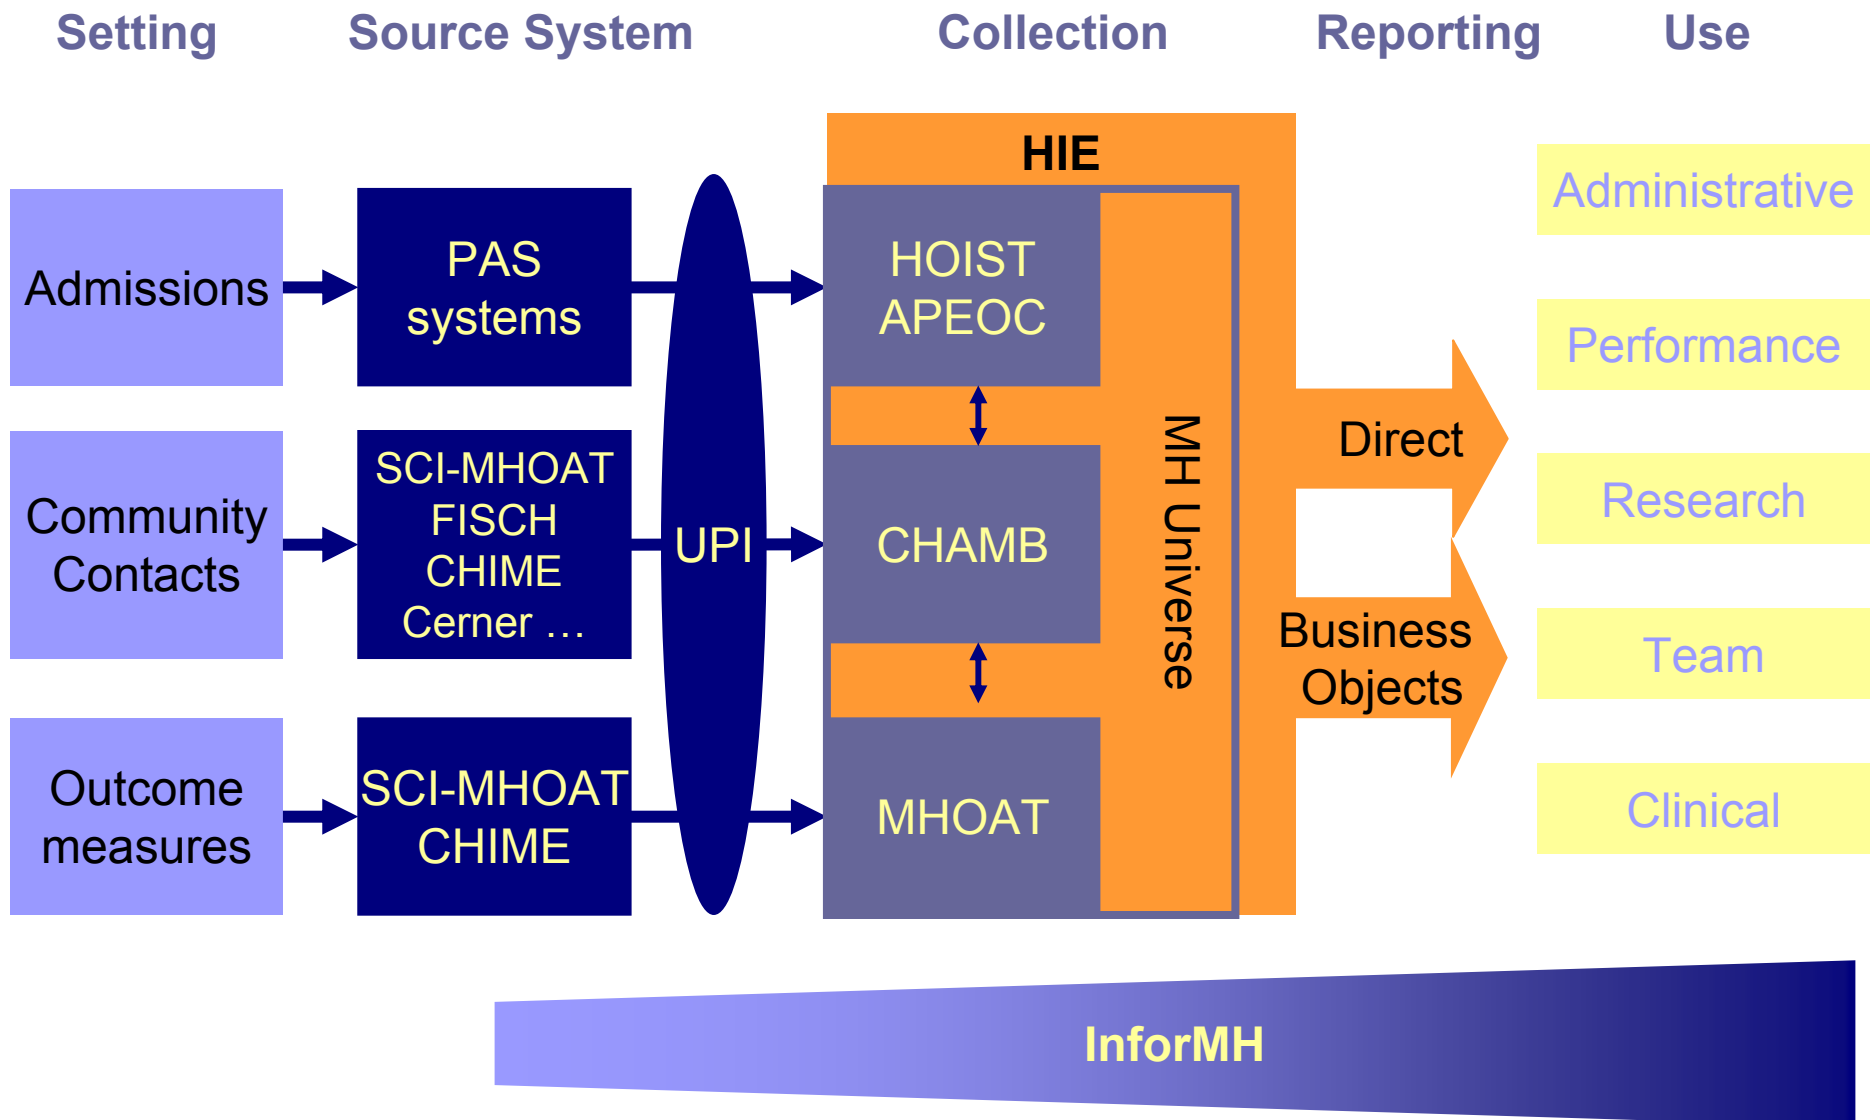 Setting
Source System
Collection
Reporting
Use
HIE
Admissions
PAS
systems
HOIST
APEOC
Community
Contacts
SCI-MHOAT
FISCH
CHIME
Cerner …
UPI
CHAMB
Outcome
measures
SCI-MHOAT
CHIME
MHOAT
MH Universe
Direct
Business
Objects
Administrative
Performance
Research
Team
Clinical
InforMH